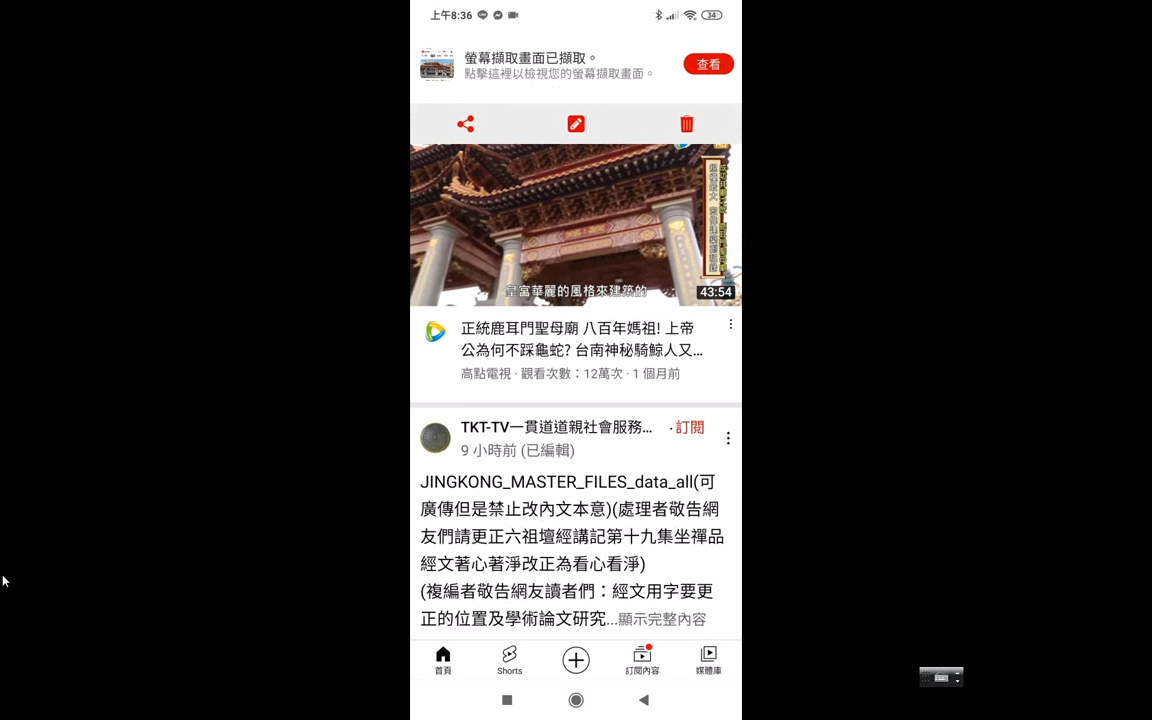 上午8:36
34
螢幕擷取畫面已擷取。
點擊這裡以檢視您的螢幕擷取畫面。
查看
皇宮華麗的風格來建築的
43:54
正統鹿耳門聖母廟 八百年媽祖! 上帝
公為何不踩龜蛇? 台南神秘騎鯨人又...
高點電視 · 觀看次數：12萬次 · 1 個月前
TKT-TV一貫道道親社會服務... · 訂閱
9 小時前 (已編輯)
JINGKONG_MASTER_FILES_data_all(可
廣傳但是禁止改內文本意)(處理者敬告網
友們請更正六祖壇經講記第十九集坐禪品
經文著心著淨改正為看心看淨)
(複編者敬告網友讀者們：經文用字要更
正的位置及學術論文研究...顯示完整內容
首頁
Shorts
訂閱內容
媒體庫